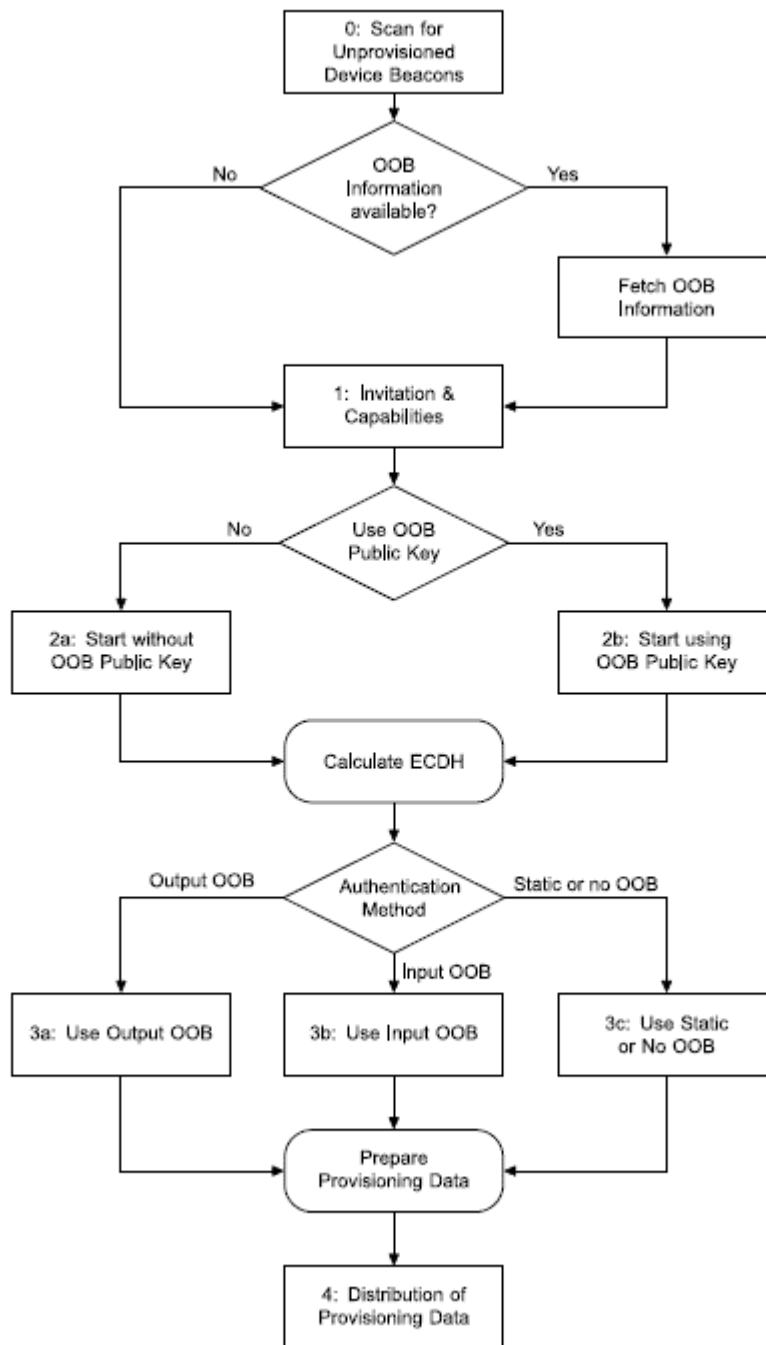 0: Scan for
Unprovisioned
Device Beacons
OOB
Information
available?
No
Yes
Fetch OOB
Information
1: Invitation &
Capabilities
Use OOB
Public Key
No
Yes
2a: Start without
OOB Public Key
2b: Start using
OOB Public Key
Calculate ECDH
Authentication
Method
Output OOB
Static or no OOB
Input OOB
3a: Use Output OOB
3b: Use Input OOB
3c: Use Static
or No OOB
Prepare
Provisioning Data
4: Distribution of
Provisioning Data